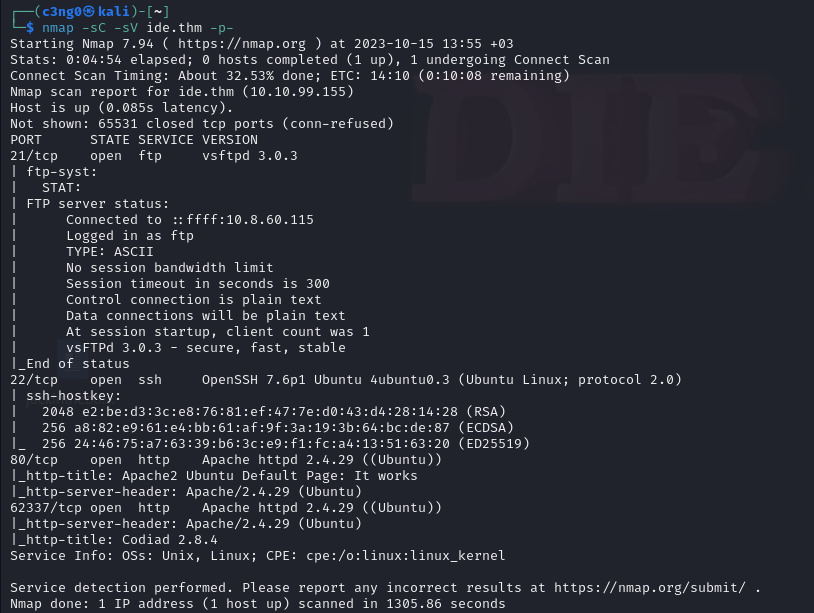 ┌──(c3ng0㉿kali)-[~]
└─$ nmap -sC -sV ide.thm -p-
Starting Nmap 7.94 ( https://nmap.org ) at 2023-10-15 13:55 +03
Stats: 0:04:54 elapsed; 0 hosts completed (1 up), 1 undergoing Connect Scan
Connect Scan Timing: About 32.53% done; ETC: 14:10 (0:10:08 remaining)
Nmap scan report for ide.thm (10.10.99.155)
Host is up (0.085s latency).
Not shown: 65531 closed tcp ports (conn-refused)
PORT      STATE SERVICE VERSION
21/tcp    open  ftp     vsftpd 3.0.3
| ftp-syst:
|   STAT:
| FTP server status:
|      Connected to ::ffff:10.8.60.115
|      Logged in as ftp
|      TYPE: ASCII
|      No session bandwidth limit
|      Session timeout in seconds is 300
|      Control connection is plain text
|      Data connections will be plain text
|      At session startup, client count was 1
|      vsFTPd 3.0.3 - secure, fast, stable
|_End of status
22/tcp    open  ssh     OpenSSH 7.6p1 Ubuntu 4ubuntu0.3 (Ubuntu Linux; protocol 2.0)
| ssh-hostkey:
|   2048 e2:be:d3:3c:e8:76:81:ef:47:7e:d0:43:d4:28:14:28 (RSA)
|   256 a8:82:e9:61:e4:bb:61:af:9f:3a:19:3b:64:bc:de:87 (ECDSA)
|_  256 24:46:75:a7:63:39:b6:3c:e9:f1:fc:a4:13:51:63:20 (ED25519)
80/tcp    open  http    Apache httpd 2.4.29 ((Ubuntu))
|_http-title: Apache2 Ubuntu Default Page: It works
|_http-server-header: Apache/2.4.29 (Ubuntu)
62337/tcp open  http    Apache httpd 2.4.29 ((Ubuntu))
|_http-server-header: Apache/2.4.29 (Ubuntu)
|_http-title: Codiad 2.8.4
Service Info: OSs: Unix, Linux; CPE: cpe:/o:linux:linux_kernel

Service detection performed. Please report any incorrect results at https://nmap.org/submit/ .
Nmap done: 1 IP address (1 host up) scanned in 1305.86 seconds
DIE